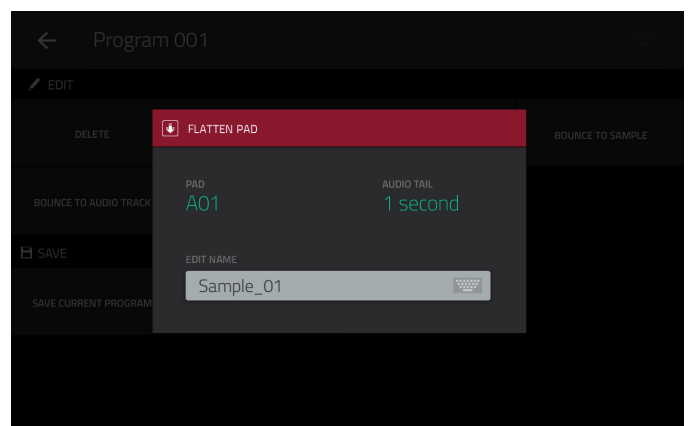 Program 001
EDIT
DELETE
BOUNCE TO SAMPLE
FLATTEN PAD
PAD
AUDIO TAIL
A01
1 second
BOUNCE TO AUDIO TRACK
SAVE
EDIT NAME
Sample_01
SAVE CURRENT PROGRAM